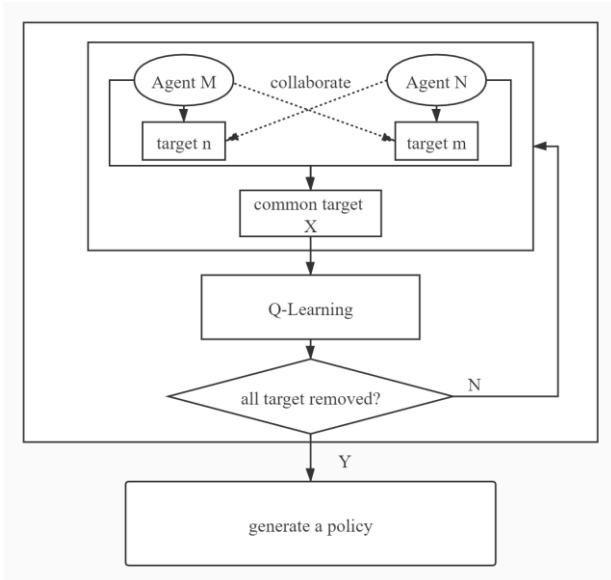 Agent M
collaborate
Agent N
target n
target m
common target
X
Q-Learning
all target removed?
N
Y
generate a policy